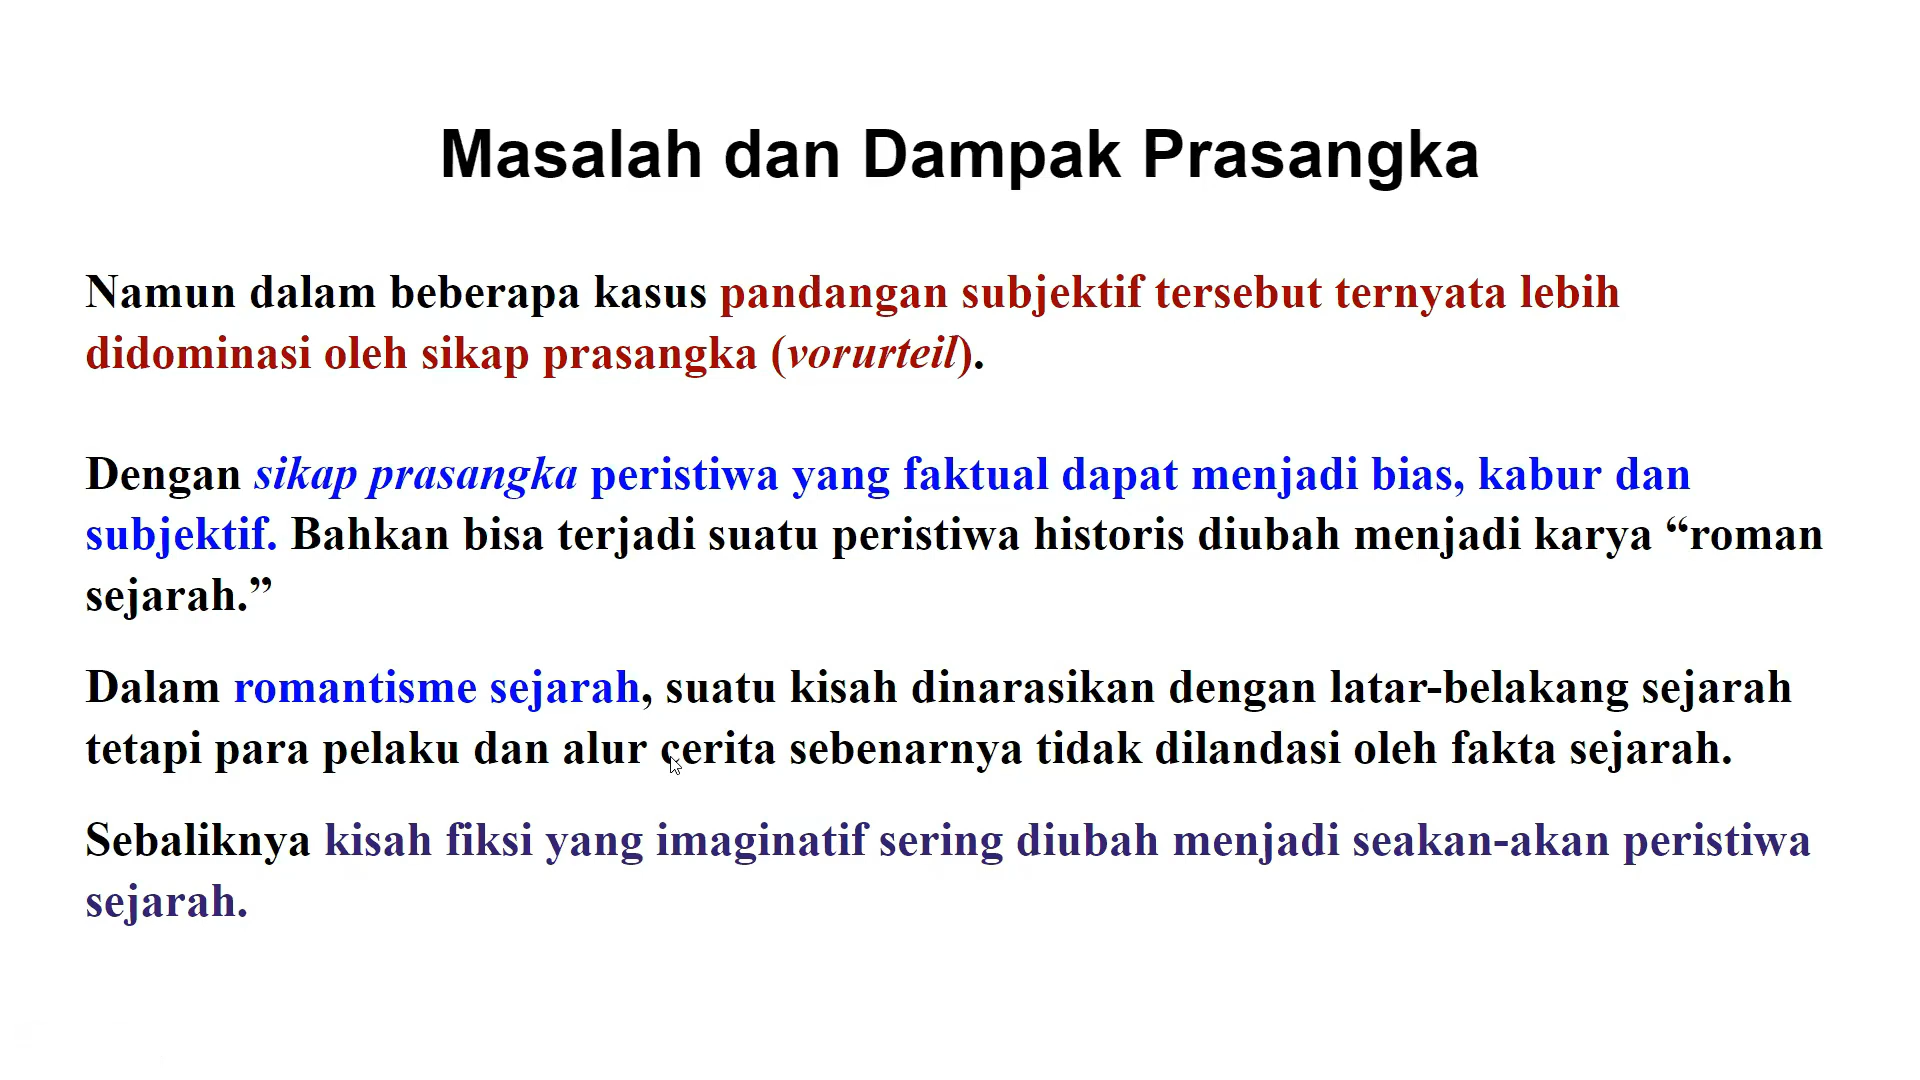 Masalah dan Dampak Prasangka
Namun dalam beberapa kasus pandangan subjektif tersebut ternyata lebih
didominasi oleh sikap prasangka (vorurteil).
Dengan sikap prasangka peristiwa yang faktual dapat menjadi bias, kabur dan
subjektif. Bahkan bisa terjadi suatu peristiwa historis diubah menjadi karya “roman
sejarah.”
Dalam romantisme sejarah, suatu kisah dinarasikan dengan latar-belakang sejarah
tetapi para pelaku dan alur cerita sebenarnya tidak dilandasi oleh fakta sejarah.
Sebaliknya kisah fiksi yang imaginatif sering diubah menjadi seakan-akan peristiwa
sejarah.